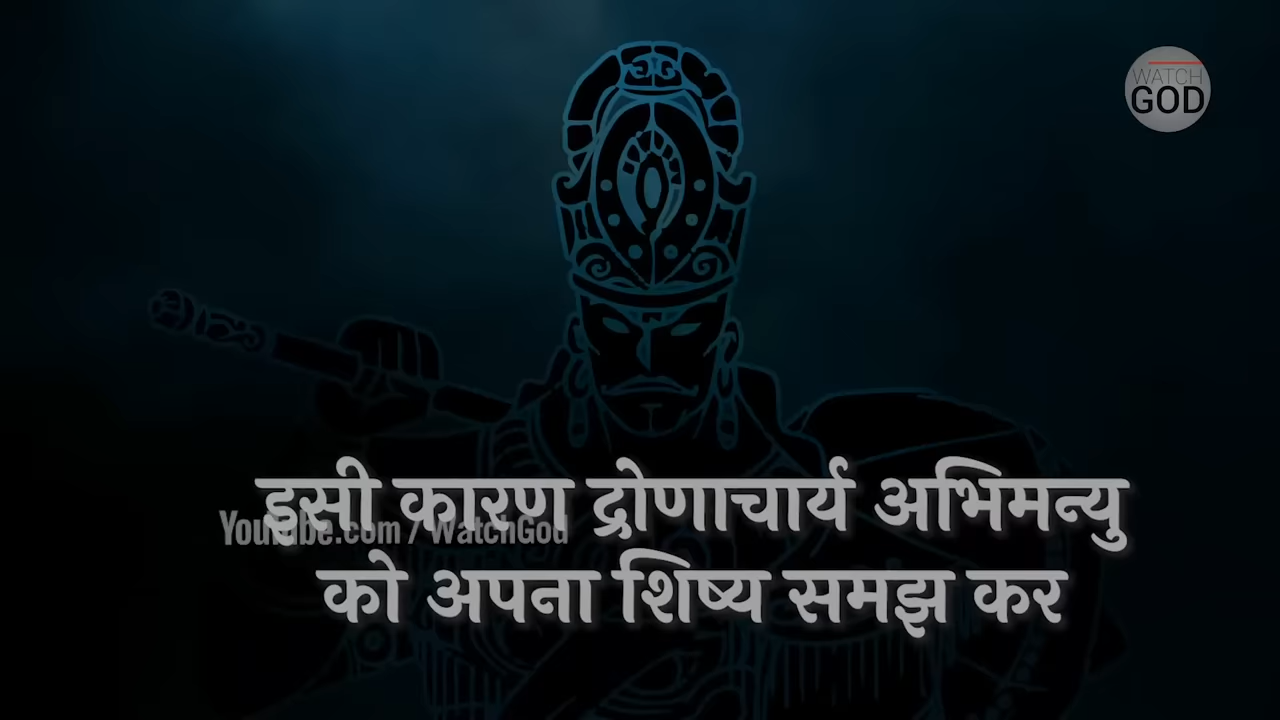 WATCH
GOD
इसी कारण द्रोणाचार्य अभिमन्यु
YouTube.com / WatchGod
को अपना शिष्य समझ कर